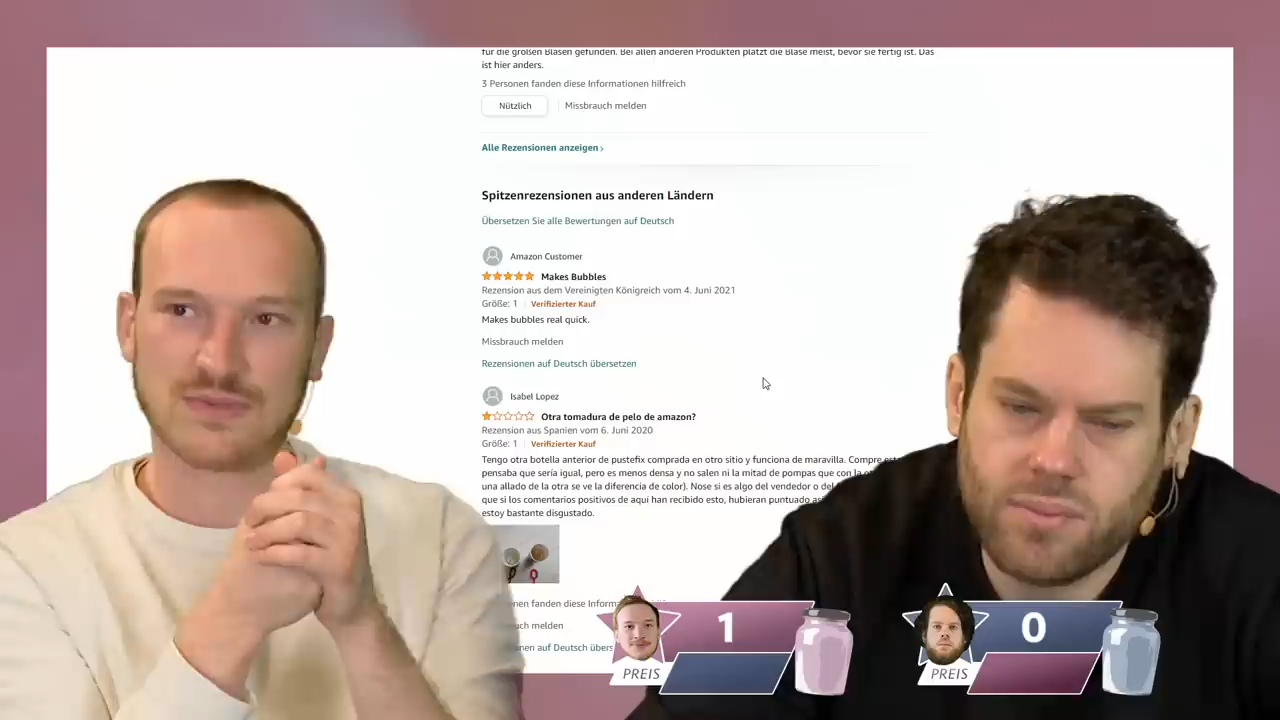 für die großen Blasen gefunden. Bei allen anderen Produkten platzt die Blase meist, bevor sie fertig ist. Das
ist hier anders.
3 Personen fanden diese Informationen hilfreich
Nützlich
Missbrauch melden
Alle Rezensionen anzeigen ›
Spitzenrezensionen aus anderen Ländern
Übersetzen Sie alle Bewertungen auf Deutsch
Amazon Customer
Makes Bubbles
Rezension aus dem Vereinigten Königreich vom 4. Juni 2021
Größe: 1 | Verifizierter Kauf
Makes bubbles real quick.
Missbrauch melden
Rezensionen auf Deutsch übersetzen
Isabel Lopez
Otra tomadura de pelo de amazon?
Rezension aus Spanien vom 6. Juni 2020
Größe: 1 | Verifizierter Kauf
Tengo otra botella anterior de pustefix comprada en otro sitio y funciona de maravilla. Compre
pensaba que sería igual, pero es menos densa y no salen ni la mitad de pompas que con la
una allado de la otra se ve la diferencia de color). Nose si es algo del vendedor o del
que si los comentarios positivos de aquí han recibido esto, hubieran puntuado
estoy bastante disgustado.
fanden diese
melden
auf Deutsch
1
PREIS
0
PREIS